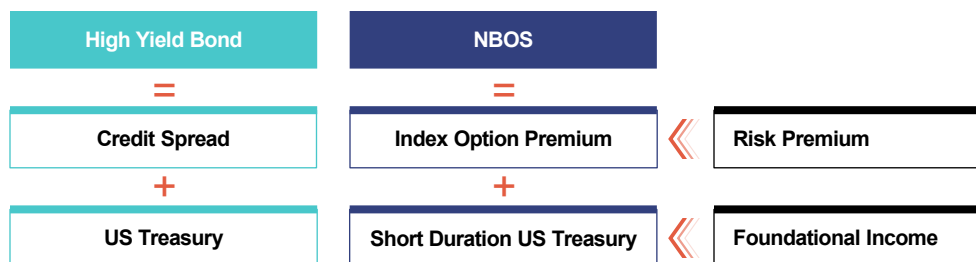 High Yield Bond
NBOS
=
=
Credit Spread
Index Option Premium
Risk Premium
+
+
US Treasury
Short Duration US Treasury
Foundational Income